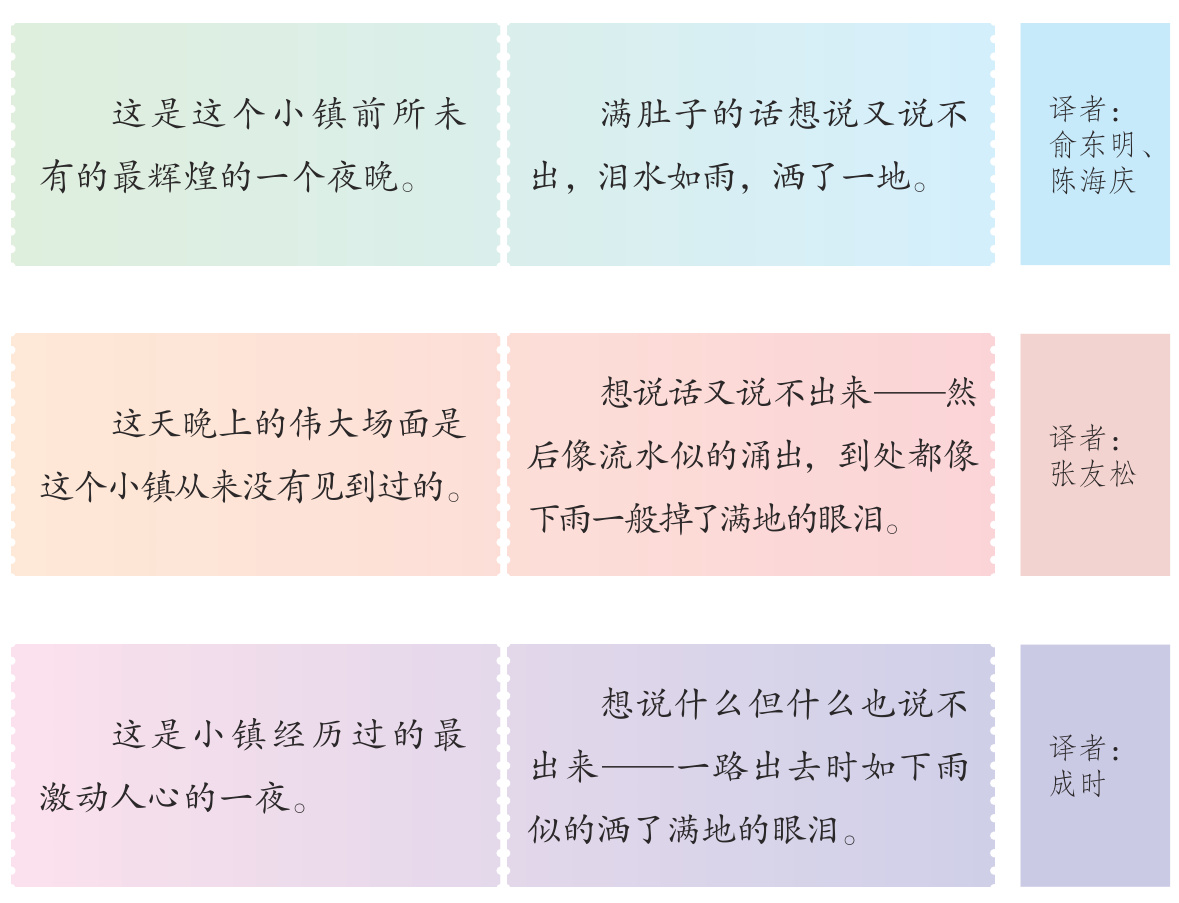 这是这个小镇前所未
有的最辉煌的一个夜晚。
满肚子的话想说又说不
出，泪水如雨，洒了一地。
译者：
俞东明、
陈海庆
这天晚上的伟大场面是
这个小镇从来没有见到过的。
想说话又说不出来——然
后像流水似的涌出，到处都像
下雨一般掉了满地的眼泪。
译者：
张友松
这是小镇经历过的最
激动人心的一夜。
想说什么但什么也说不
出来——一路出去时如下雨
似的洒了满地的眼泪。
译者：
成时